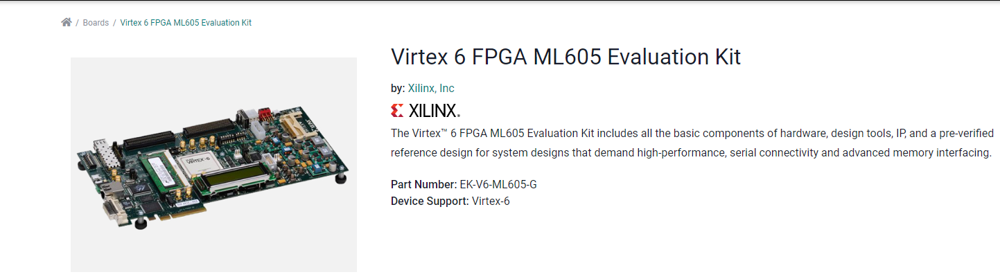 / Boards / Virtex 6 FPGA ML605 Evaluation Kit
Virtex 6 FPGA ML605 Evaluation Kit
by: Xilinx, Inc
XILINX.
The Virtex™ 6 FPGA ML605 Evaluation Kit includes all the basic components of hardware, design tools, IP, and a pre-verified
reference design for system designs that demand high-performance, serial connectivity and advanced memory interfacing.
Part Number: EK-V6-ML605-G
Device Support: Virtex-6
VIRTEX-6